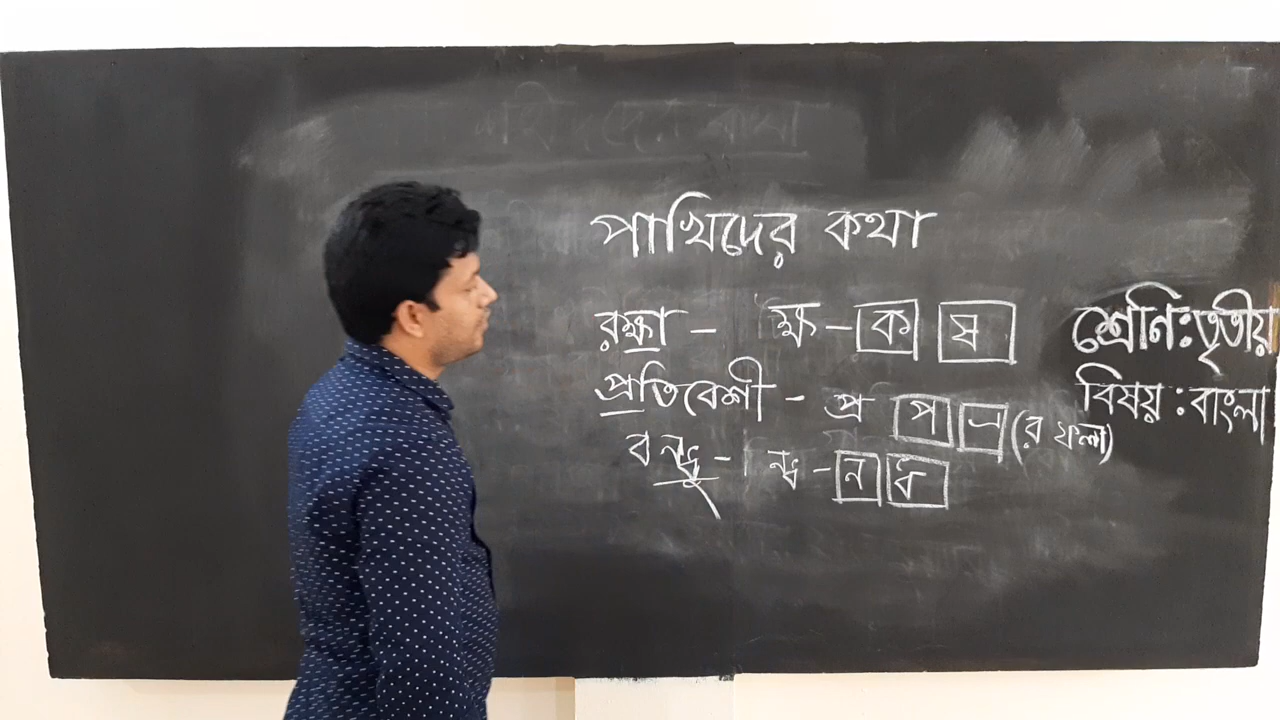 পাখিদের কথা
রক্ষা - ক্ষ - ক ষ
প্রতিবেশী - প্র প ্র (র ফলা)
বন্ধু - ন্ধ - ন ধ
শ্রেণি: তৃতীয়
বিষয় : বাংলা